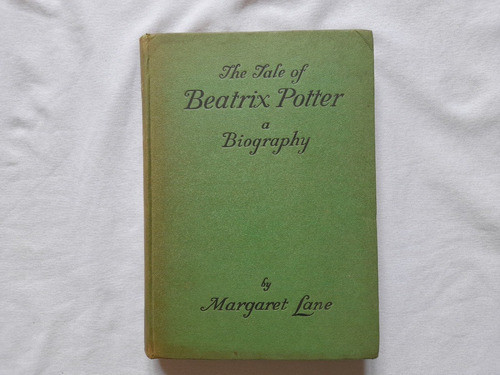 The Tale of
Beatrix Potter
a
Biography
by
Margaret Lane